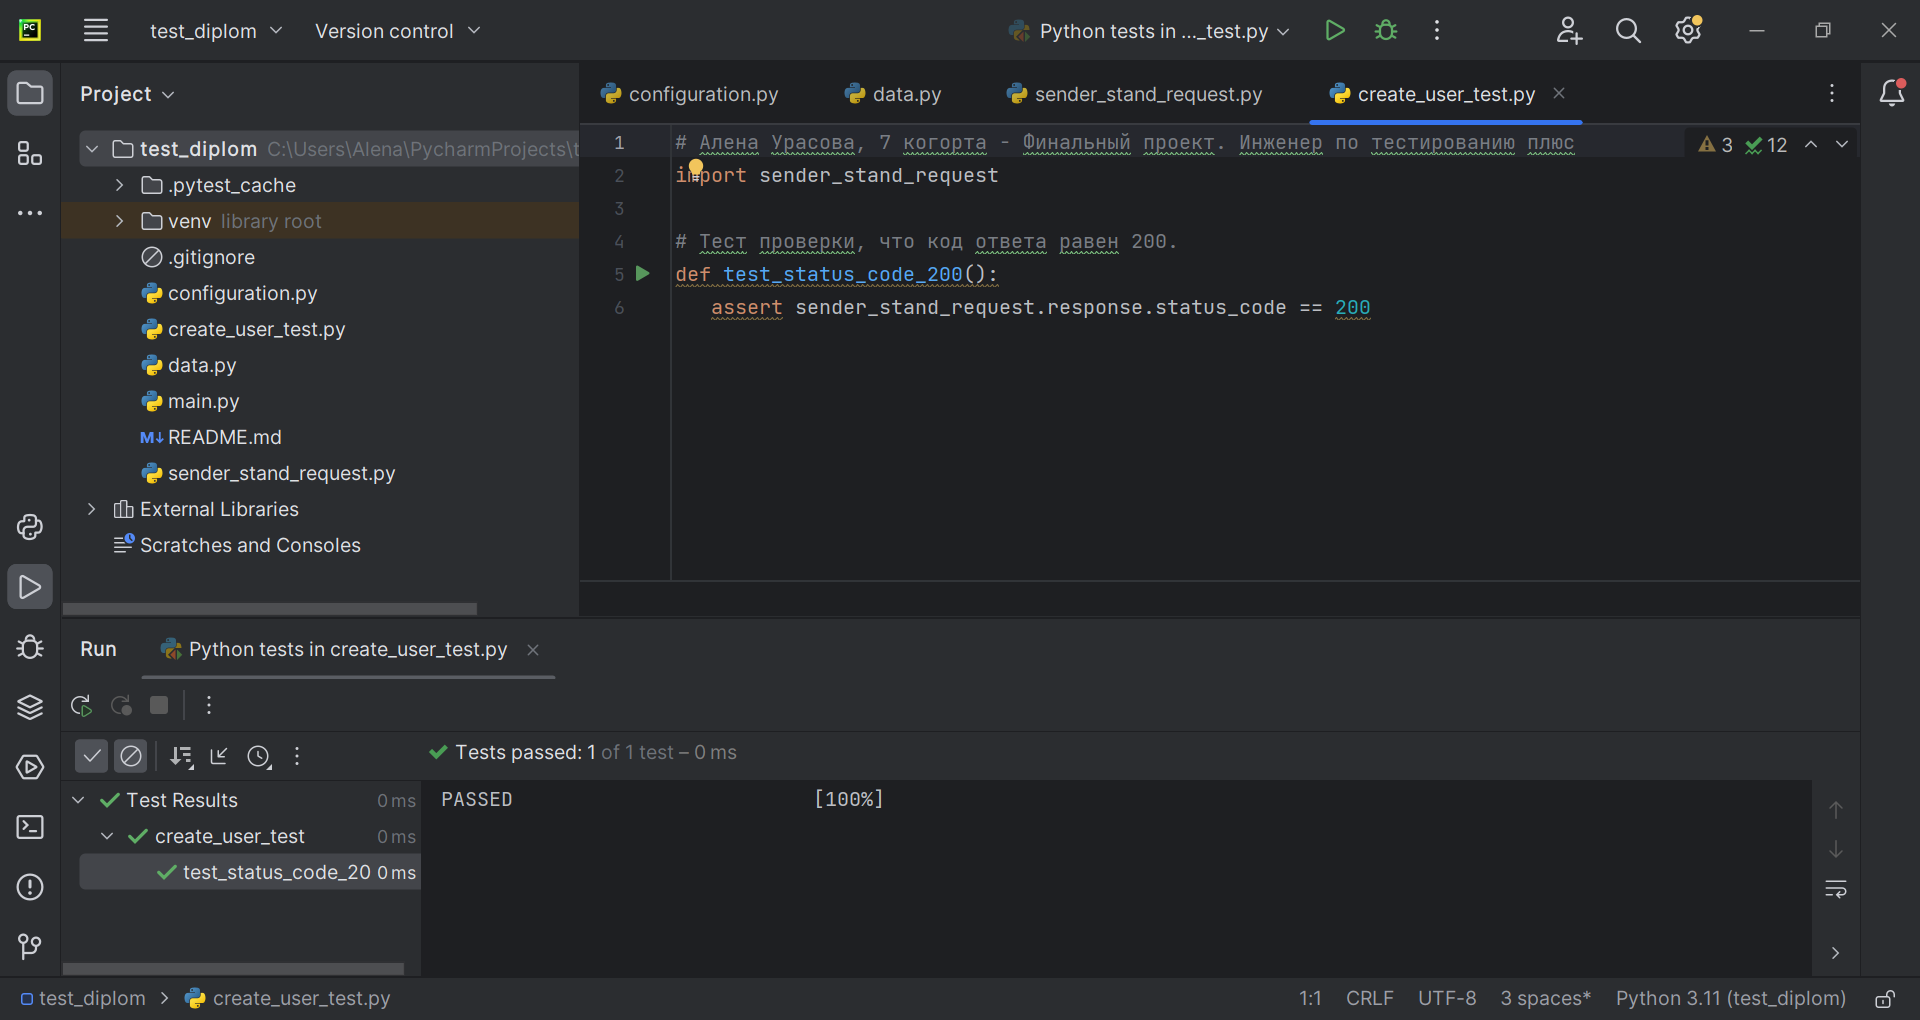 test_diplom
Version control
Python tests in ..._test.py
Project
test_diplom C:\Users\Alena\PycharmProjects\t
.pytest_cache
venv library root
.gitignore
configuration.py
create_user_test.py
data.py
main.py
README.md
sender_stand_request.py
External Libraries
Scratches and Consoles
configuration.py
data.py
sender_stand_request.py
create_user_test.py
1 # Алена Урасова, 7 когорта - Финальный проект. Инженер по тестированию плюс
3 12
2 import sender_stand_request
3
4 # Тест проверки, что код ответа равен 200.
5 def test_status_code_200():
6 assert sender_stand_request.response.status_code == 200
Run
Python tests in create_user_test.py
Tests passed: 1 of 1 test – 0 ms
Test Results 0 ms
create_user_test 0 ms
test_status_code_20 0 ms
PASSED [100%]
test_diplom > create_user_test.py
1:1 CRLF UTF-8 3 spaces* Python 3.11 (test_diplom)